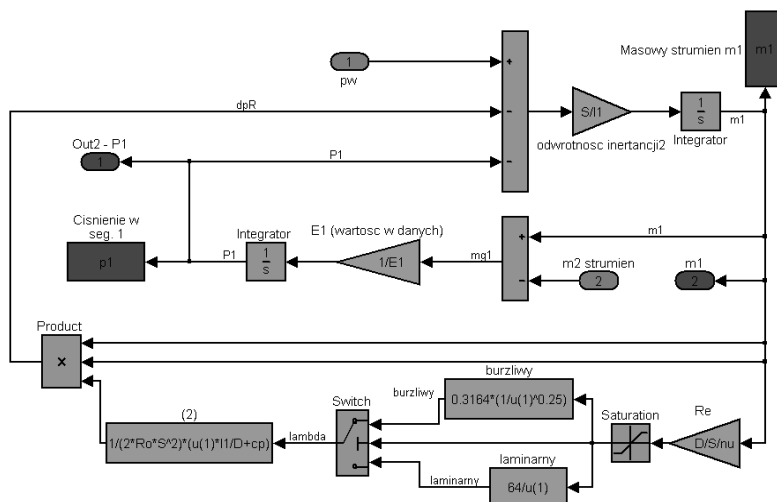 Masowy strumien m1
m1
1
pw
+
-
-
dpR
S/l1
odwrotnosc inertancji2
1
s
Integrator
m1
Out2 - P1
1
P1
Cisnienie w
seg. 1
p1
P1
Integrator
1
s
E1 (wartosc w danych)
1/E1
mg1
+
-
m1
m2 strumien
2
m1
2
Product
×
(2)
1/(2*Ro*S^2)*(u(1)*l1/D+cp)
lambda
Switch
burzliwy
burzliwy
0.3164*(1/u(1)^0.25)
laminarny
laminarny
64/u(1)
Saturation
Re
D/S/nu